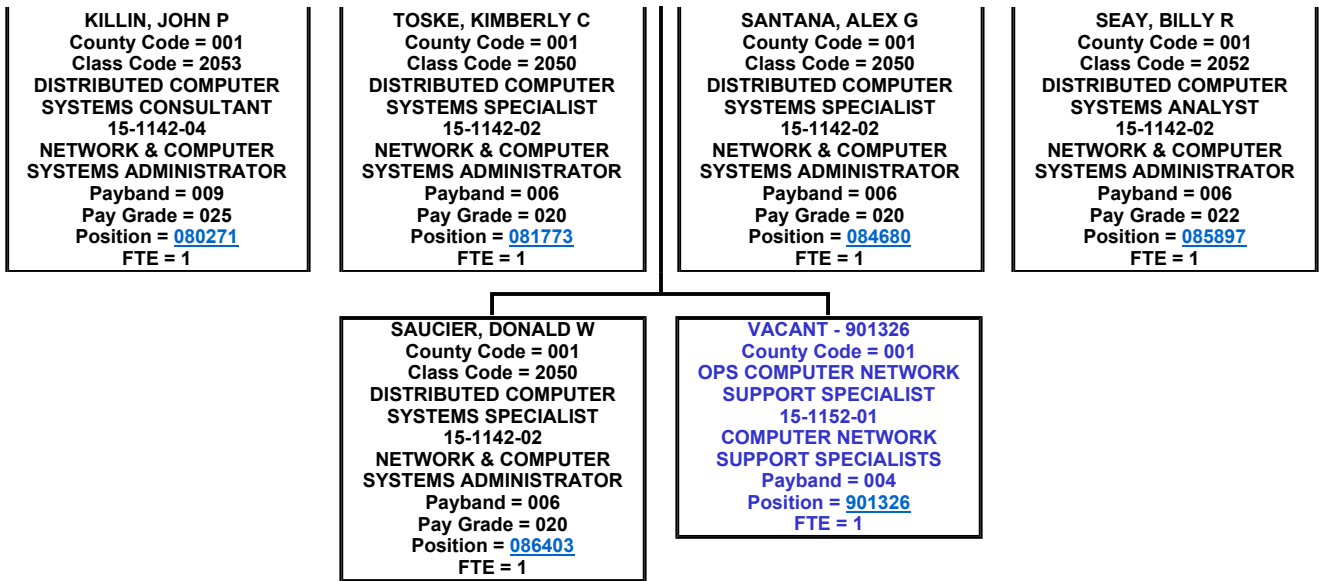 KILLIN, JOHN P
County Code = 001
Class Code = 2053
DISTRIBUTED COMPUTER
SYSTEMS CONSULTANT
15-1142-04
NETWORK & COMPUTER
SYSTEMS ADMINISTRATOR
Payband = 009
Pay Grade = 025
Position = 080271
FTE = 1
TOSKE, KIMBERLY C
County Code = 001
Class Code = 2050
DISTRIBUTED COMPUTER
SYSTEMS SPECIALIST
15-1142-02
NETWORK & COMPUTER
SYSTEMS ADMINISTRATOR
Payband = 006
Pay Grade = 020
Position = 081773
FTE = 1
SANTANA, ALEX G
County Code = 001
Class Code = 2050
DISTRIBUTED COMPUTER
SYSTEMS SPECIALIST
15-1142-02
NETWORK & COMPUTER
SYSTEMS ADMINISTRATOR
Payband = 006
Pay Grade = 020
Position = 084680
FTE = 1
SEAY, BILLY R
County Code = 001
Class Code = 2052
DISTRIBUTED COMPUTER
SYSTEMS ANALYST
15-1142-02
NETWORK & COMPUTER
SYSTEMS ADMINISTRATOR
Payband = 006
Pay Grade = 022
Position = 085897
FTE = 1
SAUCIER, DONALD W
County Code = 001
Class Code = 2050
DISTRIBUTED COMPUTER
SYSTEMS SPECIALIST
15-1142-02
NETWORK & COMPUTER
SYSTEMS ADMINISTRATOR
Payband = 006
Pay Grade = 020
Position = 086403
FTE = 1
VACANT - 901326
County Code = 001
OPS COMPUTER NETWORK
SUPPORT SPECIALIST
15-1152-01
COMPUTER NETWORK
SUPPORT SPECIALISTS
Payband = 004
Position = 901326
FTE = 1